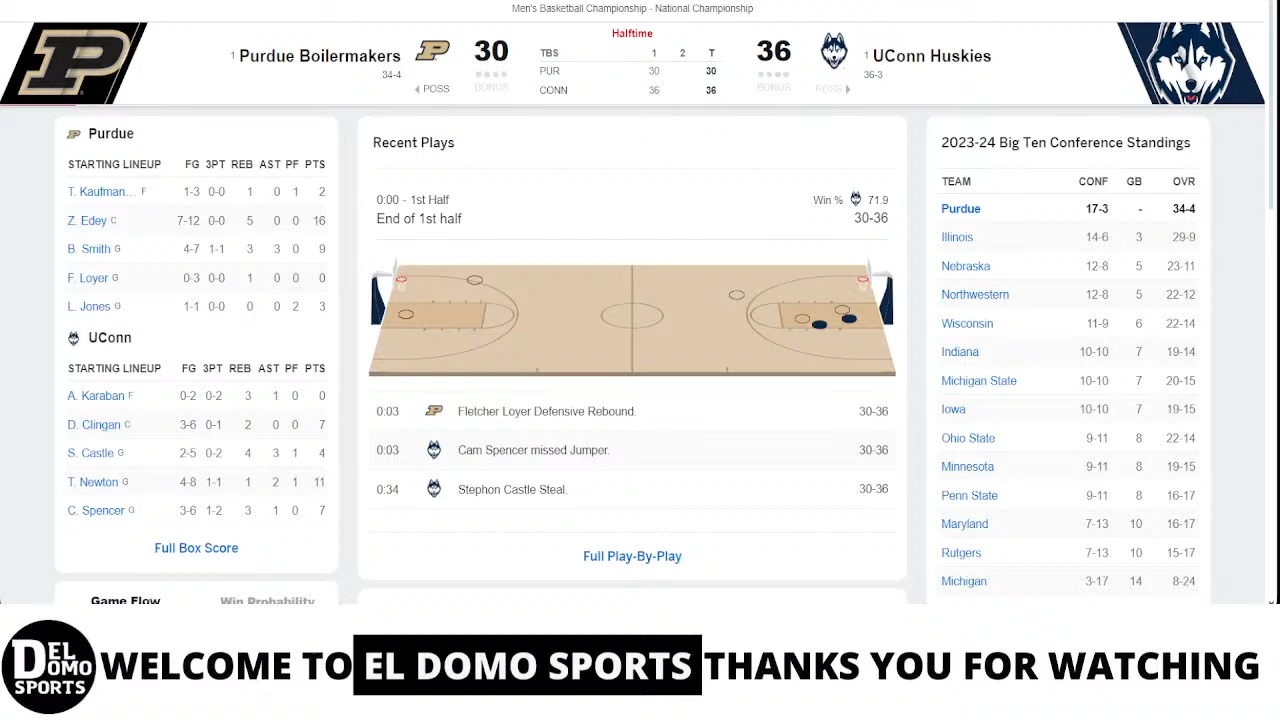 Men's Basketball Championship - National Championship
P
1 Purdue Boilermakers
34-4
P
30
BONUS
POSS
Halftime
TBS 1 2 T
PUR 30 30
CONN 36 36
36
BONUS
POSS
1 UConn Huskies
36-3
P Purdue
STARTING LINEUP FG 3PT REB AST PF PTS
T. Kaufman... F 1-3 0-0 1 0 1 2
Z. Edey C 7-12 0-0 5 0 0 16
B. Smith G 4-7 1-1 3 3 0 9
F. Loyer G 0-3 0-0 1 0 0 0
L. Jones G 1-1 0-0 0 0 2 3
UConn
STARTING LINEUP FG 3PT REB AST PF PTS
A. Karaban F 0-2 0-2 3 1 0 0
D. Clingan C 3-6 0-1 2 0 0 7
S. Castle G 2-5 0-2 4 3 1 4
T. Newton G 4-8 1-1 1 2 1 11
C. Spencer G 3-6 1-2 3 1 0 7
Full Box Score
Game Flow Win Probability
Recent Plays
0:00 - 1st Half Win % 71.9
End of 1st half 30-36
0:03 P Fletcher Loyer Defensive Rebound. 30-36
0:03 Cam Spencer missed Jumper. 30-36
0:34 Stephon Castle Steal. 30-36
Full Play-By-Play
2023-24 Big Ten Conference Standings
TEAM CONF GB OVR
Purdue 17-3 - 34-4
Illinois 14-6 3 29-9
Nebraska 12-8 5 23-11
Northwestern 12-8 5 22-12
Wisconsin 11-9 6 22-14
Indiana 10-10 7 19-14
Michigan State 10-10 7 20-15
Iowa 10-10 7 19-15
Ohio State 9-11 8 22-14
Minnesota 9-11 8 19-15
Penn State 9-11 8 16-17
Maryland 7-13 10 16-17
Rutgers 7-13 10 15-17
Michigan 3-17 14 8-24
DEL DOMO SPORTS
WELCOME TO EL DOMO SPORTS THANKS YOU FOR WATCHING